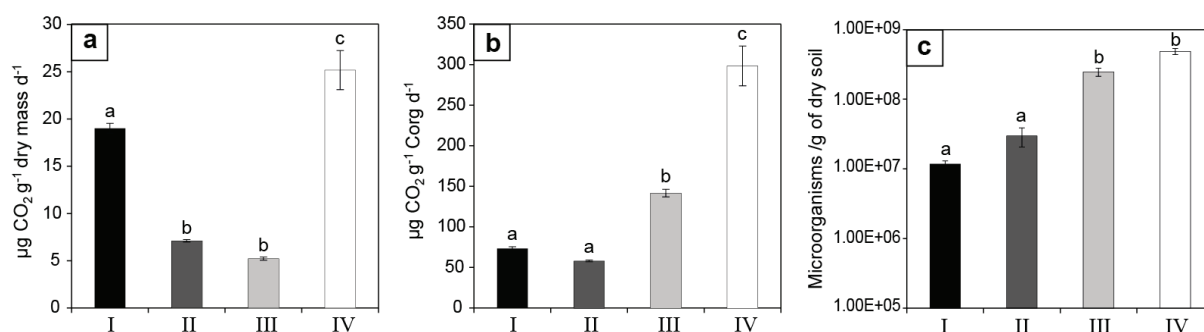 a
µg CO₂ g⁻¹ dry mass d⁻¹
30
25
20
15
10
5
0
a
b
b
c
I II III IV
b
µg CO₂ g⁻¹ Corg d⁻¹
350
300
250
200
150
100
50
0
a
a
b
c
I II III IV
c
Microorganisms /g of dry soil
1.00E+09
1.00E+08
1.00E+07
1.00E+06
1.00E+05
a
a
b
b
I II III IV